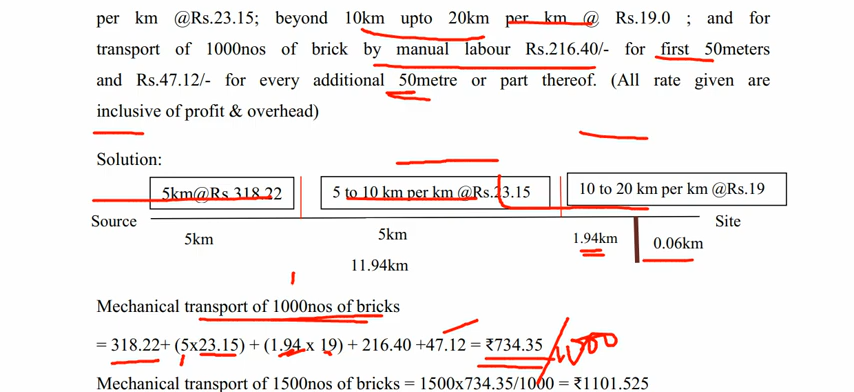 per km @Rs.23.15; beyond 10km upto 20km per km @ Rs.19.0 ; and for
transport of 1000nos of brick by manual labour Rs.216.40/- for first 50meters
and Rs.47.12/- for every additional 50metre or part thereof. (All rate given are
inclusive of profit & overhead)
Solution:
5km@Rs 318.22 5 to 10 km per km @Rs.23.15 10 to 20 km per km @Rs.19
Source Site
5km 5km 1.94km 0.06km
11.94km
Mechanical transport of 1000nos of bricks
= 318.22+ (5x23.15) + (1.94 x 19) + 216.40 +47.12 = ₹734.35 /1000
Mechanical transport of 1500nos of bricks = 1500x734.35/1000 = ₹1101.525